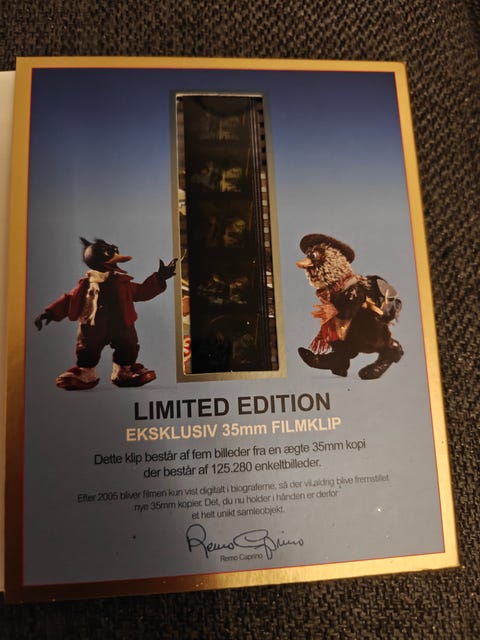 LIMITED EDITION
EKSKLUSIV 35mm FILMKLIP
Dette klip består af fem billeder fra en ægte 35mm kopi
der består af 125.280 enkeltbilleder.
Efter 2005 bliver filmen kun vist digitalt i biograferne, så der vil aldrig blive fremstillet
nye 35mm kopier. Det, du nu holder i hånden er derfor
et helt unikt samleobjekt.
Remo Caprino
Remo Caprino